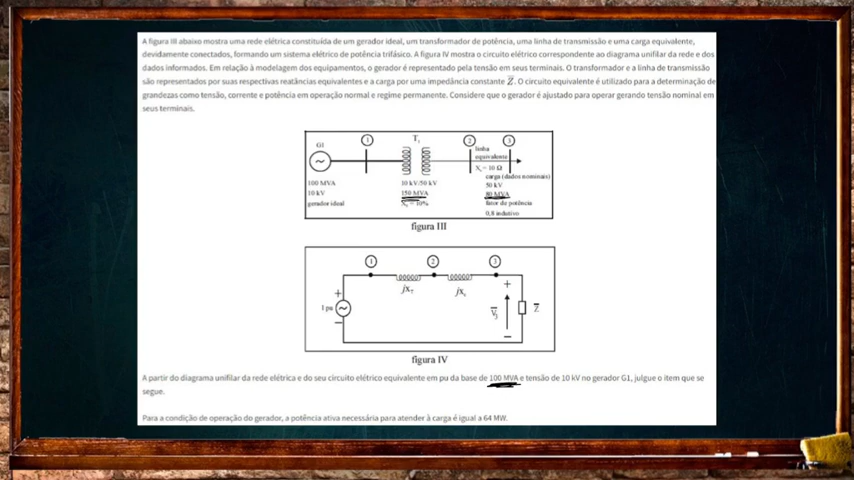 A figura III abaixo mostra uma rede elétrica constituída de um gerador ideal, um transformador de potência, uma linha de transmissão e uma carga equivalente,
devidamente conectados, formando um sistema elétrico de potência trifásico. A figura IV mostra o circuito elétrico correspondente ao diagrama unifilar da rede e dos
dados informados. Em relação à modelagem dos equipamentos, o gerador é representado pela tensão em seus terminais. O transformador e a linha de transmissão
são representados por suas respectivas reatâncias equivalentes e a carga por uma impedância constante Z̅. O circuito equivalente é utilizado para a determinação de
grandezas como tensão, corrente e potência em operação normal e regime permanente. Considere que o gerador é ajustado para operar gerando tensão nominal em
seus terminais.
G1
1
T₁
2
3
linha
equivalente
X = 10 Ω
100 MVA
10 kV
gerador ideal
10 kV/50 kV
150 MVA
= 10%
carga (dados nominais)
50 kV
80 MVA
fator de potência
0,8 indutivo
figura III
1
2
3
+
1 pu
−
jx
jx
+
V̅
−
Z̅
figura IV
A partir do diagrama unifilar da rede elétrica e do seu circuito elétrico equivalente em pu da base de 100 MVA e tensão de 10 kV no gerador G1, julgue o item que se
segue.
Para a condição de operação do gerador, a potência ativa necessária para atender à carga é igual a 64 MW.